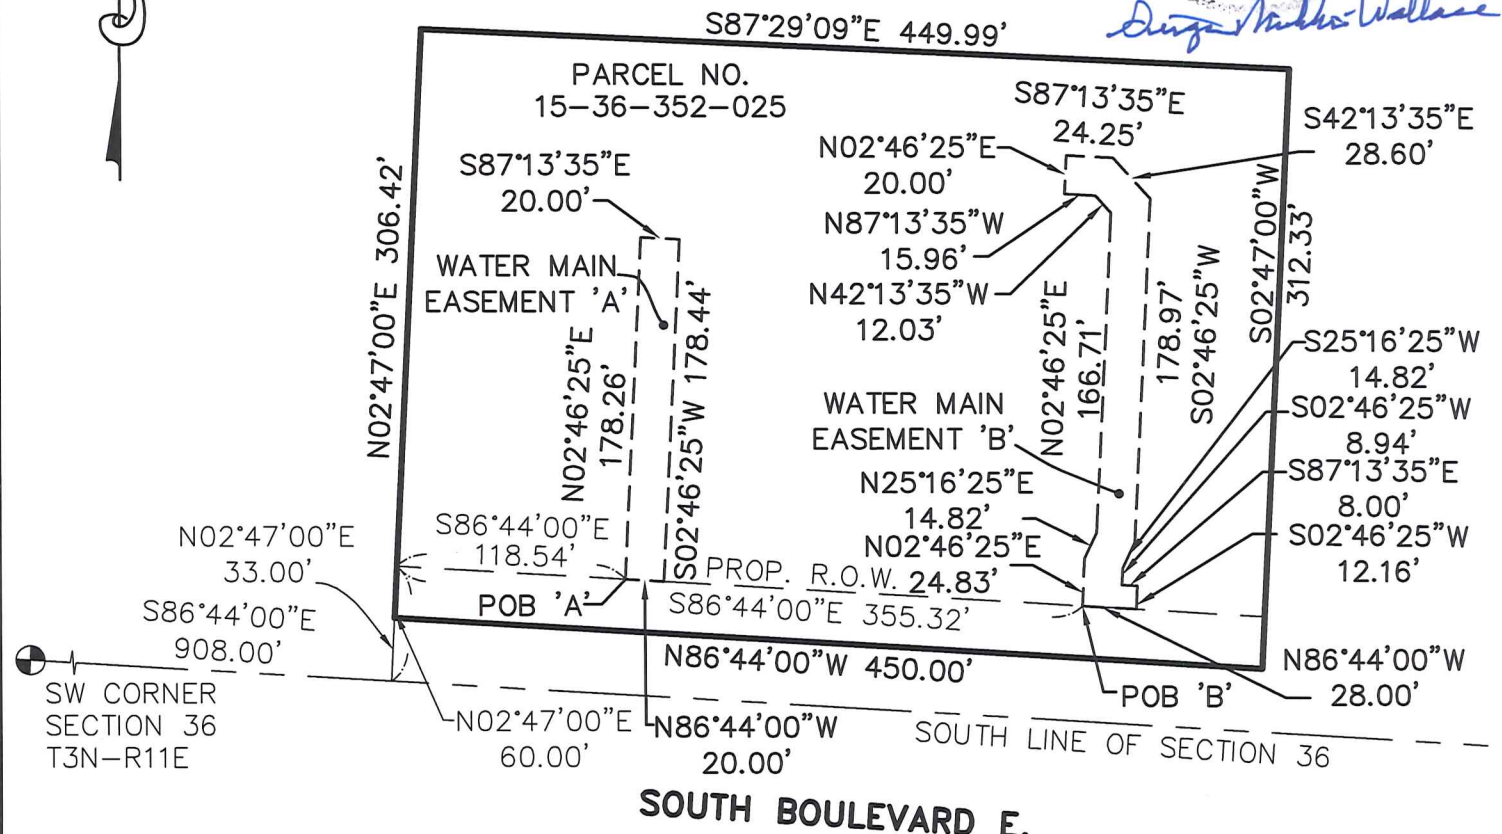 S87°29'09"E 449.99'
PARCEL NO.
15-36-352-025
S87°13'35"E
24.25'
S42°13'35"E
28.60'
N02°46'25"E
20.00'
S87°13'35"E
20.00'
N87°13'35"W
15.96'
N42°13'35"W
12.03'
N02°47'00"E 306.42'
S02°47'00"W
312.33'
WATER MAIN
EASEMENT 'A'
N02°46'25"E
178.26'
S02°46'25"W 178.44'
N02°46'25"E
166.71'
178.97'
S02°46'25"W
S25°16'25"W
14.82'
S02°46'25"W
8.94'
S87°13'35"E
8.00'
S02°46'25"W
12.16'
WATER MAIN
EASEMENT 'B'
N25°16'25"E
14.82'
N02°46'25"E
24.83'
S86°44'00"E
118.54'
PROP. R.O.W.
S86°44'00"E 355.32'
N02°47'00"E
33.00'
S86°44'00"E
908.00'
POB 'A'
N86°44'00"W 450.00'
N86°44'00"W
28.00'
POB 'B'
SW CORNER
SECTION 36
T3N-R11E
N02°47'00"E
60.00'
N86°44'00"W
20.00'
SOUTH LINE OF SECTION 36
SOUTH BOULEVARD E.